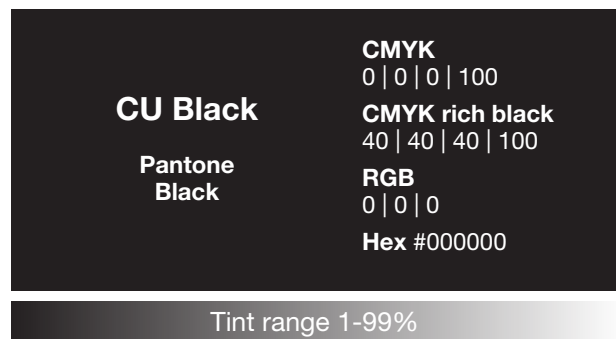 CU Black
Pantone
Black
CMYK
0 | 0 | 0 | 100
CMYK rich black
40 | 40 | 40 | 100
RGB
0 | 0 | 0
Hex #000000
Tint range 1-99%